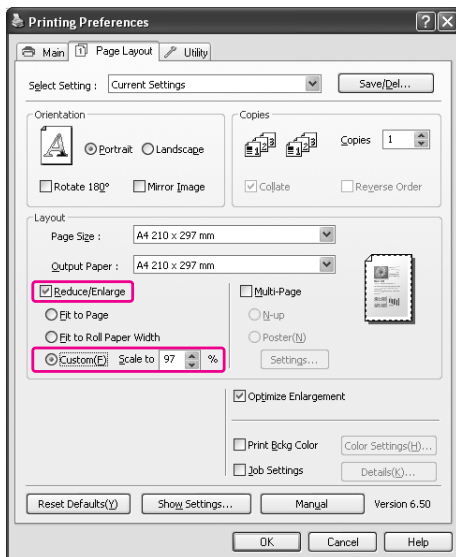 Printing Preferences
Main
Page Layout
Utility
Select Setting : Current Settings Save/Del...
Orientation
Portrait Landscape
Rotate 180° Mirror Image
Copies
Copies 1
Collate Reverse Order
Layout
Page Size : A4 210 x 297 mm
Output Paper : A4 210 x 297 mm
Reduce/Enlarge
Fit to Page
Fit to Roll Paper Width
Custom(E) Scale to 97 %
Multi-Page
N-up
Poster(N)
Settings...
Optimize Enlargement
Print Bckg Color Color Settings(H)...
Job Settings Details(K)...
Reset Defaults(Y) Show Settings... Manual Version 6.50
OK Cancel Help